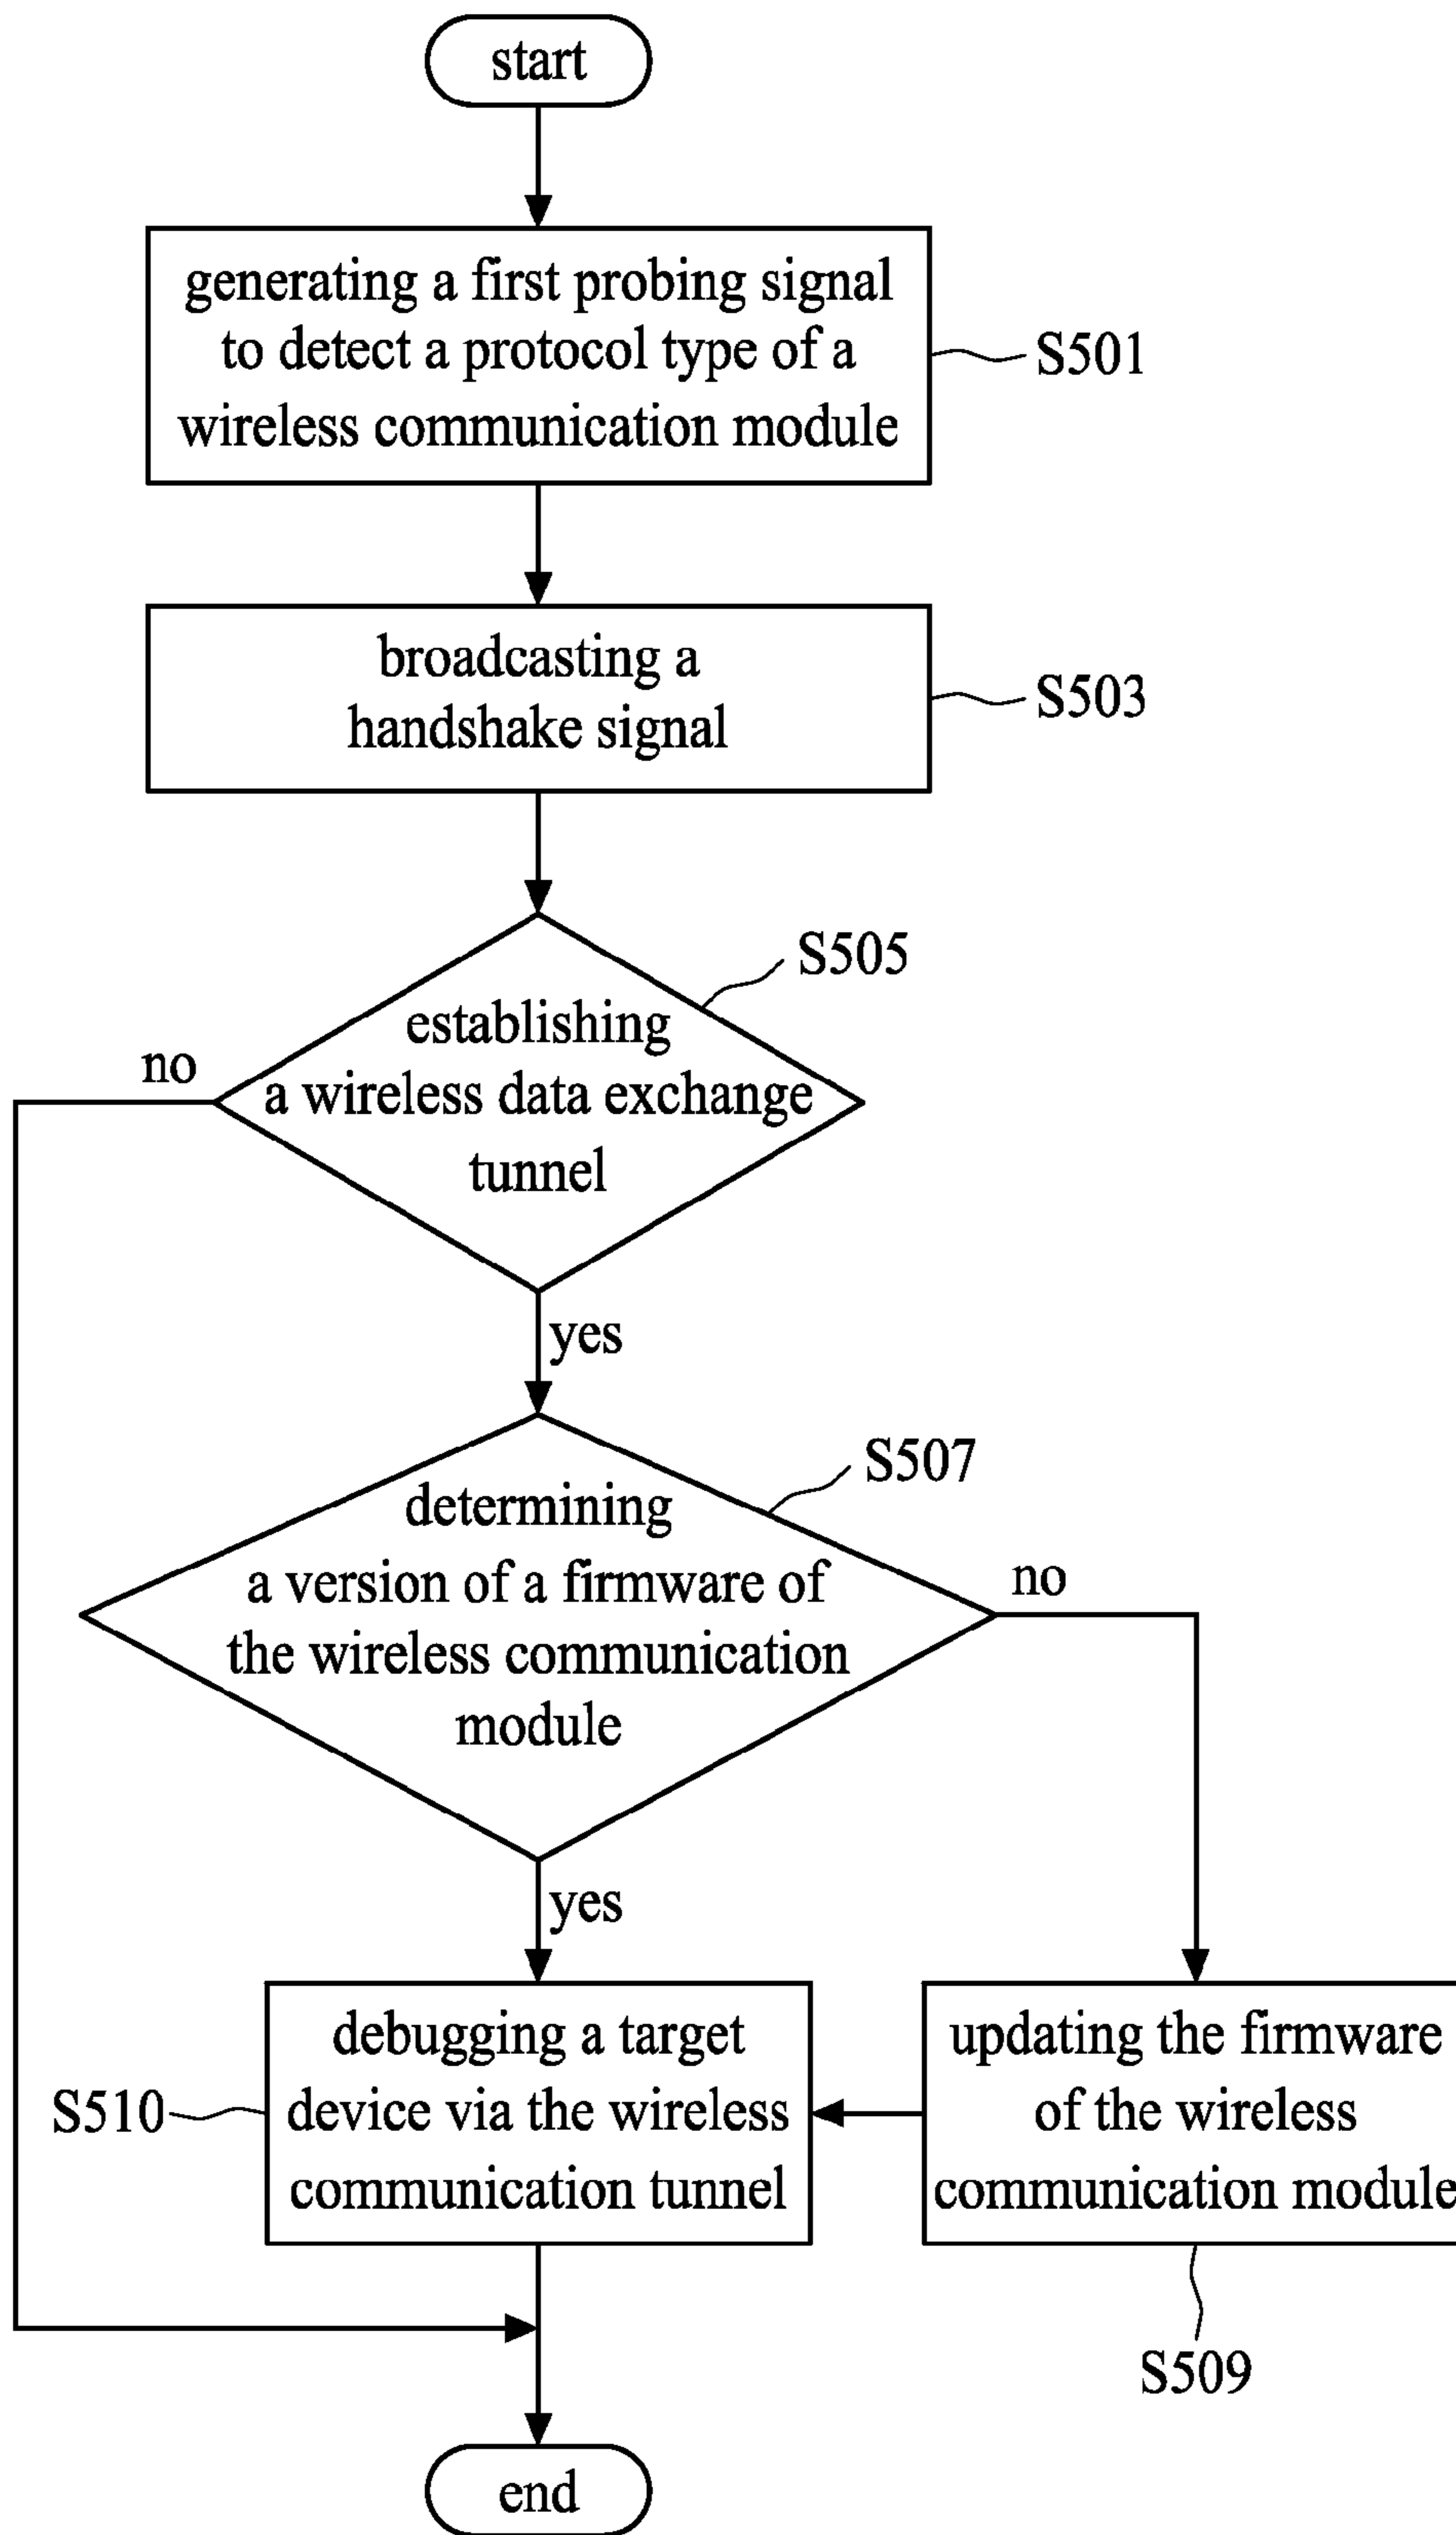 start
generating a first probing signal
to detect a protocol type of a
wireless communication module
S501
broadcasting a
handshake signal
S503
S505
establishing
a wireless data exchange
tunnel
no
yes
S507
determining
a version of a firmware of
the wireless communication
module
no
yes
debugging a target
device via the wireless
communication tunnel
S510
updating the firmware
of the wireless
communication module
S509
end